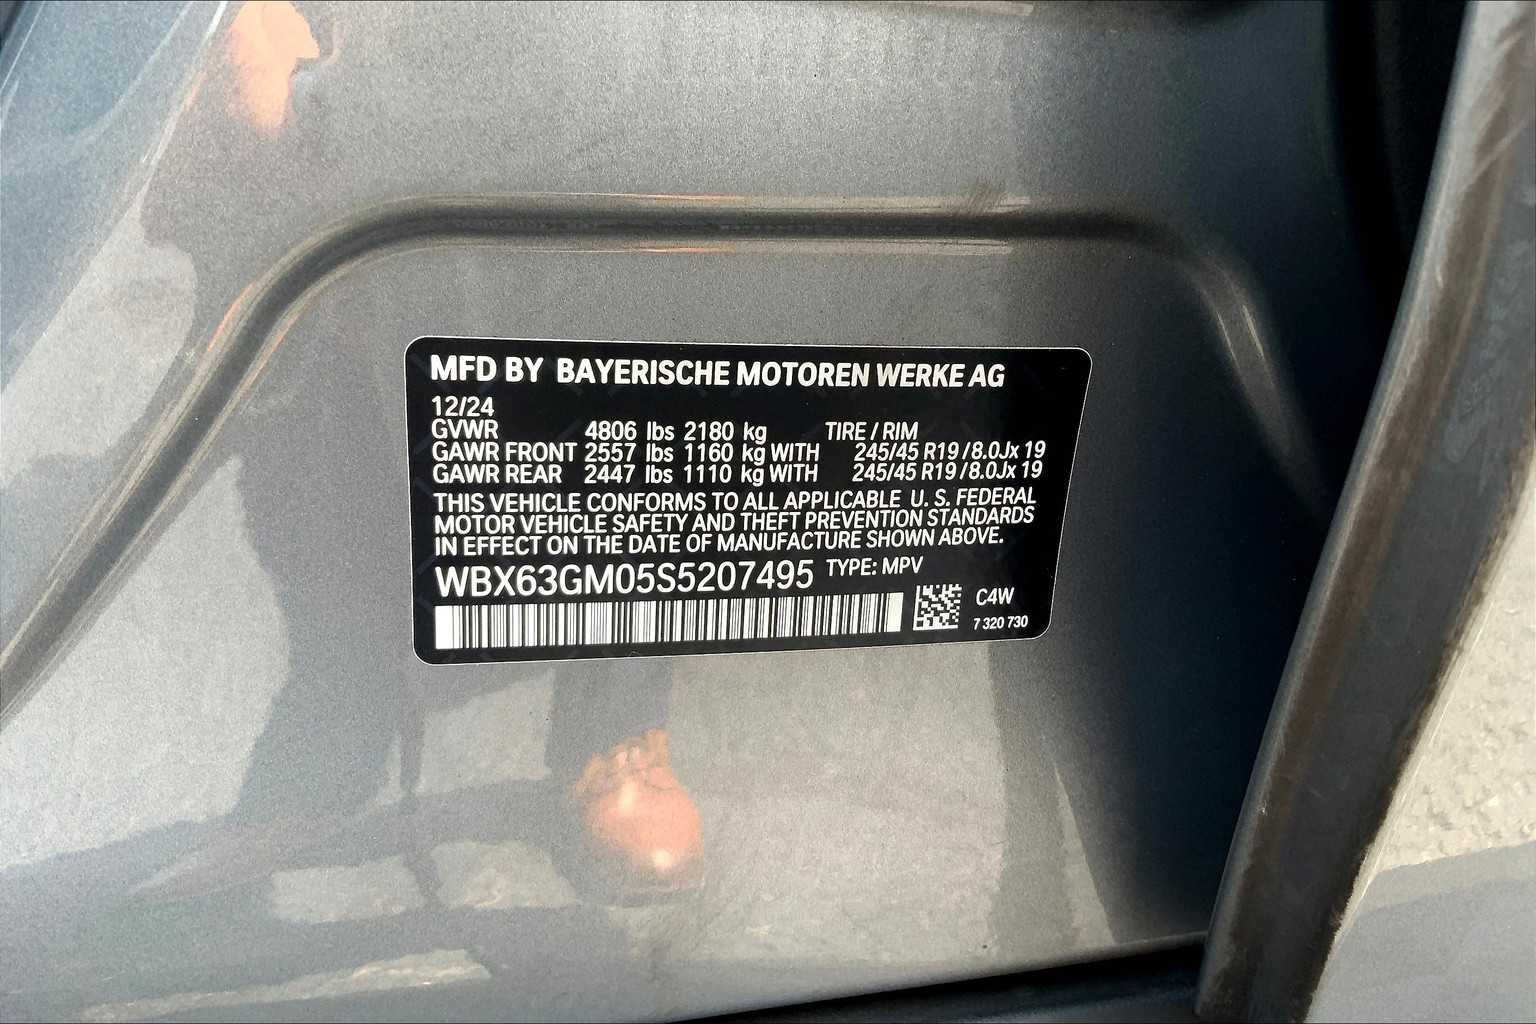 MFD BY BAYERISCHE MOTOREN WERKE AG
12/24
GVWR 4806 lbs 2180 kg TIRE / RIM
GAWR FRONT 2557 lbs 1160 kg WITH 245/45 R19 / 8.0Jx 19
GAWR REAR 2447 lbs 1110 kg WITH 245/45 R19 / 8.0Jx 19
THIS VEHICLE CONFORMS TO ALL APPLICABLE U. S. FEDERAL
MOTOR VEHICLE SAFETY AND THEFT PREVENTION STANDARDS
IN EFFECT ON THE DATE OF MANUFACTURE SHOWN ABOVE.
WBX63GM05S5207495 TYPE: MPV
C4W
7 320 730